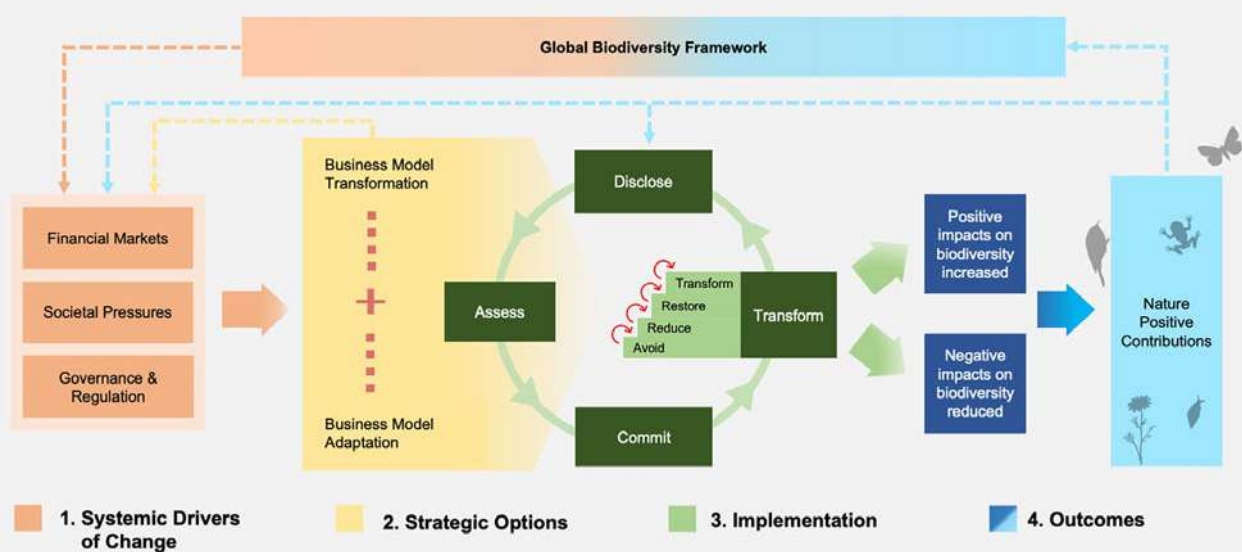 Global Biodiversity Framework
Financial Markets
Societal Pressures
Governance &
Regulation
Business Model
Transformation
Business Model
Adaptation
Disclose
Assess
Transform
Restore
Reduce
Avoid
Transform
Commit
Positive
impacts on
biodiversity
increased
Negative
impacts on
biodiversity
reduced
Nature
Positive
Contributions
1. Systemic Drivers
of Change
2. Strategic Options
3. Implementation
4. Outcomes